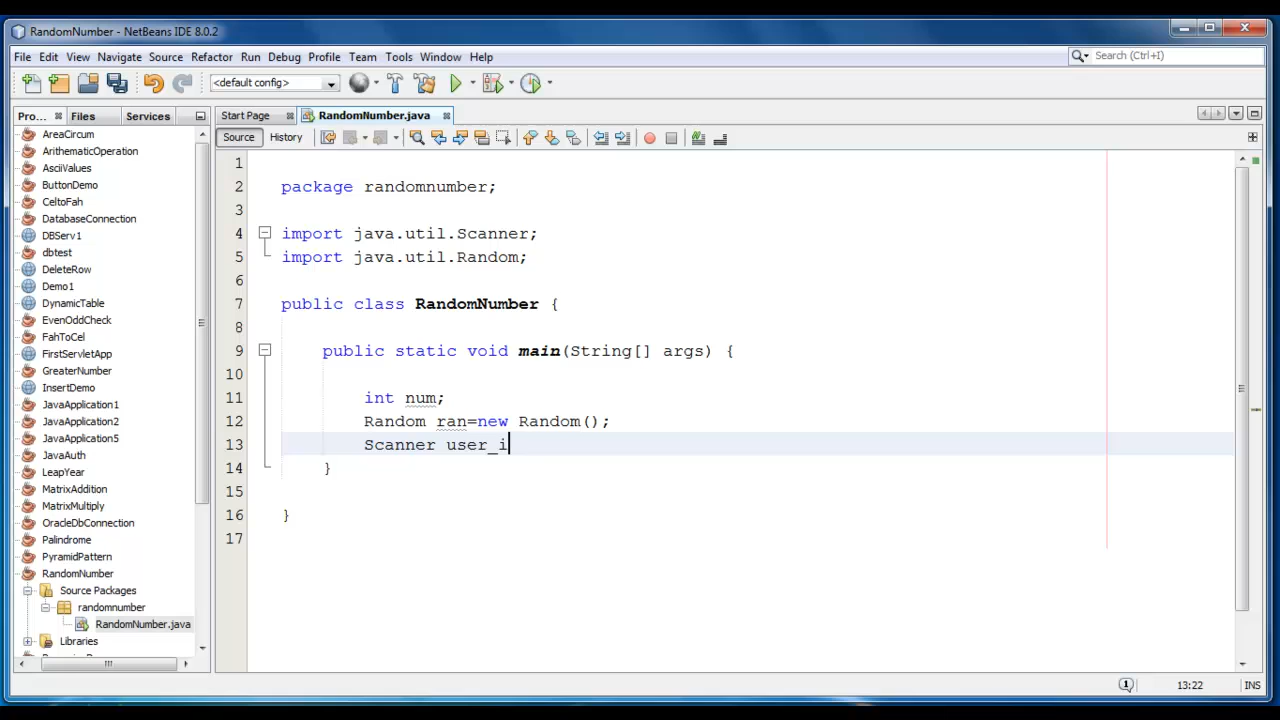 RandomNumber - NetBeans IDE 8.0.2
File Edit View Navigate Source Refactor Run Debug Profile Team Tools Window Help
Search (Ctrl+I)
<default config>
Pro... Files Services
Start Page RandomNumber.java
Source History
AreaCircum
ArithematicOperation
AsciiValues
ButtonDemo
CeltoFah
DatabaseConnection
DBServ1
dbtest
DeleteRow
Demo1
DynamicTable
EvenOddCheck
FahToCel
FirstServletApp
GreaterNumber
InsertDemo
JavaApplication1
JavaApplication2
JavaApplication5
JavaAuth
LeapYear
MatrixAddition
MatrixMultiply
OracleDbConnection
Palindrome
PyramidPattern
RandomNumber
Source Packages
randomnumber
RandomNumber.java
Libraries
1
2 package randomnumber;
3
4 import java.util.Scanner;
5 import java.util.Random;
6
7 public class RandomNumber {
8
9 public static void main(String[] args) {
10
11 int num;
12 Random ran=new Random();
13 Scanner user_i
14 }
15
16 }
17
1 13:22 INS